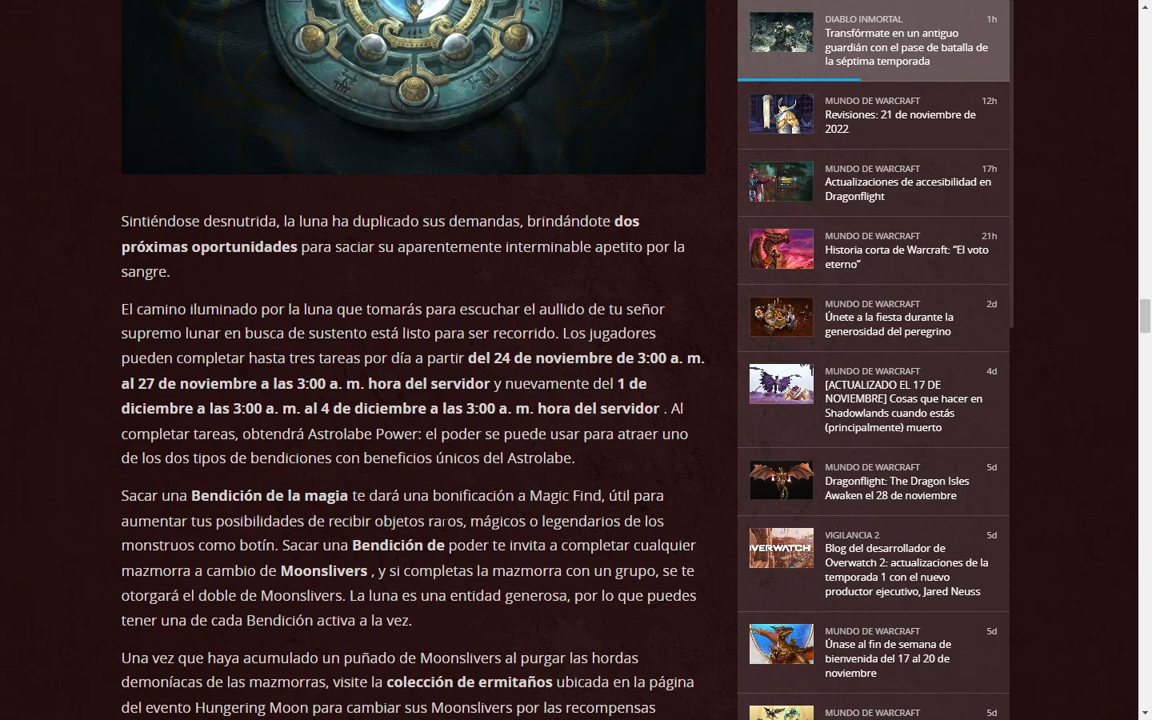 Sintiéndose desnutrida, la luna ha duplicado sus demandas, brindándote dos
próximas oportunidades para saciar su aparentemente interminable apetito por la
sangre.
El camino iluminado por la luna que tomarás para escuchar el aullido de tu señor
supremo lunar en busca de sustento está listo para ser recorrido. Los jugadores
pueden completar hasta tres tareas por día a partir del 24 de noviembre de 3:00 a. m.
al 27 de noviembre a las 3:00 a. m. hora del servidor y nuevamente del 1 de
diciembre a las 3:00 a. m. al 4 de diciembre a las 3:00 a. m. hora del servidor . Al
completar tareas, obtendrá Astrolabe Power: el poder se puede usar para atraer uno
de los dos tipos de bendiciones con beneficios únicos del Astrolabe.
Sacar una Bendición de la magia te dará una bonificación a Magic Find, útil para
aumentar tus posibilidades de recibir objetos raros, mágicos o legendarios de los
monstruos como botín. Sacar una Bendición de poder te invita a completar cualquier
mazmorra a cambio de Moonslivers , y si completas la mazmorra con un grupo, se te
otorgará el doble de Moonslivers. La luna es una entidad generosa, por lo que puedes
tener una de cada Bendición activa a la vez.
Una vez que haya acumulado un puñado de Moonslivers al purgar las hordas
demoníacas de las mazmorras, visite la colección de ermitaños ubicada en la página
del evento Hungering Moon para cambiar sus Moonslivers por las recompensas
DIABLO INMORTAL 1h
Transfórmate en un antiguo
guardián con el pase de batalla de
la séptima temporada
MUNDO DE WARCRAFT 12h
Revisiones: 21 de noviembre de
2022
MUNDO DE WARCRAFT 17h
Actualizaciones de accesibilidad en
Dragonflight
MUNDO DE WARCRAFT 21h
Historia corta de Warcraft: “El voto
eterno”
MUNDO DE WARCRAFT 2d
Únete a la fiesta durante la
generosidad del peregrino
MUNDO DE WARCRAFT 4d
[ACTUALIZADO EL 17 DE
NOVIEMBRE] Cosas que hacer en
Shadowlands cuando estás
(principalmente) muerto
MUNDO DE WARCRAFT 5d
Dragonflight: The Dragon Isles
Awaken el 28 de noviembre
VIGILANCIA 2 5d
OVERWATCH
Blog del desarrollador de
Overwatch 2: actualizaciones de la
temporada 1 con el nuevo
productor ejecutivo, Jared Neuss
MUNDO DE WARCRAFT 5d
Únase al fin de semana de
bienvenida del 17 al 20 de
noviembre
MUNDO DE WARCRAFT 5d